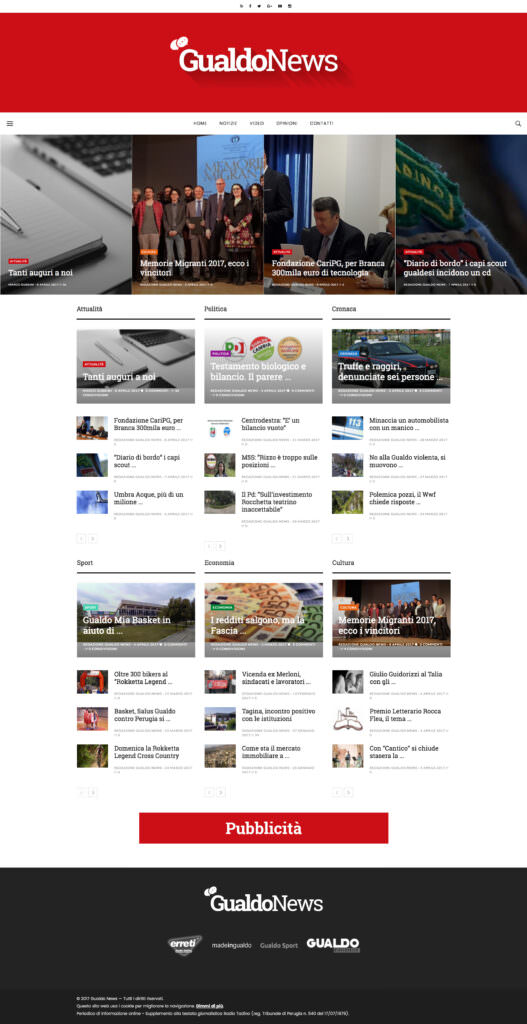 GualdoNews
HOME NOTIZIE VIDEO OPINIONI CONTATTI
MEMORIE
MIGRANTI
ATTUALITÀ
Tanti auguri a noi
CULTURA
Memorie Migranti 2017, ecco i
vincitori
ATTUALITÀ
Fondazione CariPG, per Branca
300mila euro di tecnologia
ATTUALITÀ
"Diario di bordo" i capi scout
gualdesi incidono un cd
Attualità
ATTUALITÀ
Tanti auguri a noi
Fondazione CariPG, per
Branca 300mila euro ...
"Diario di bordo" i capi
scout ...
Umbra Acque, più di un
milione ...
Politica
PD
GUALDO
CAMBIA
POLITICA
Testamento biologico e
bilancio. Il parere ...
Centrodestra: "E' un
bilancio vuoto"
M5S: "Rizzo è troppo sulle
posizioni ...
Il Pd: "Sull'investimento
Rocchetta teatrino
inaccettabile"
Cronaca
CRONACA
Truffe e raggiri,
denunciate sei persone ...
113
Minaccia un automobilista
con un manico ...
No alla Gualdo violenta, si
muovono ...
Polemica pozzi, il Wwf
chiede risposte ...
Sport
SPORT
Gualdo Mia Basket in
aiuto di ...
Oltre 300 bikers al
"Rokketta Legend ...
Basket, Salus Gualdo
contro Perugia si ...
Domenica la Rokketta
Legend Cross Country
Economia
ECONOMIA
I redditi salgono, ma la
Fascia ...
Vicenda ex Merloni,
sindacati e lavoratori ...
Tagina, incontro positivo
con le istituzioni
Come sta il mercato
immobiliare a ...
Cultura
CULTURA
Memorie Migranti 2017,
ecco i vincitori
Giulio Guidorizzi al Talia
con gli ...
Premio Letterario Rocca
Flea, il tema ...
Con "Cantico" si chiude
stasera la ...
Pubblicità
GualdoNews
erreti
madeingualdo
Gualdo Sport
GUALDO
© 2017 Gualdo News — Tutti i diritti riservati.
Questo sito web usa i cookie per migliorare la navigazione. Dimmi di più.
Periodico di informazione online - Supplemento alla testata giornalistica Radio Tadino (reg. Tribunale di Perugia n. 540 del 17/07/1979).